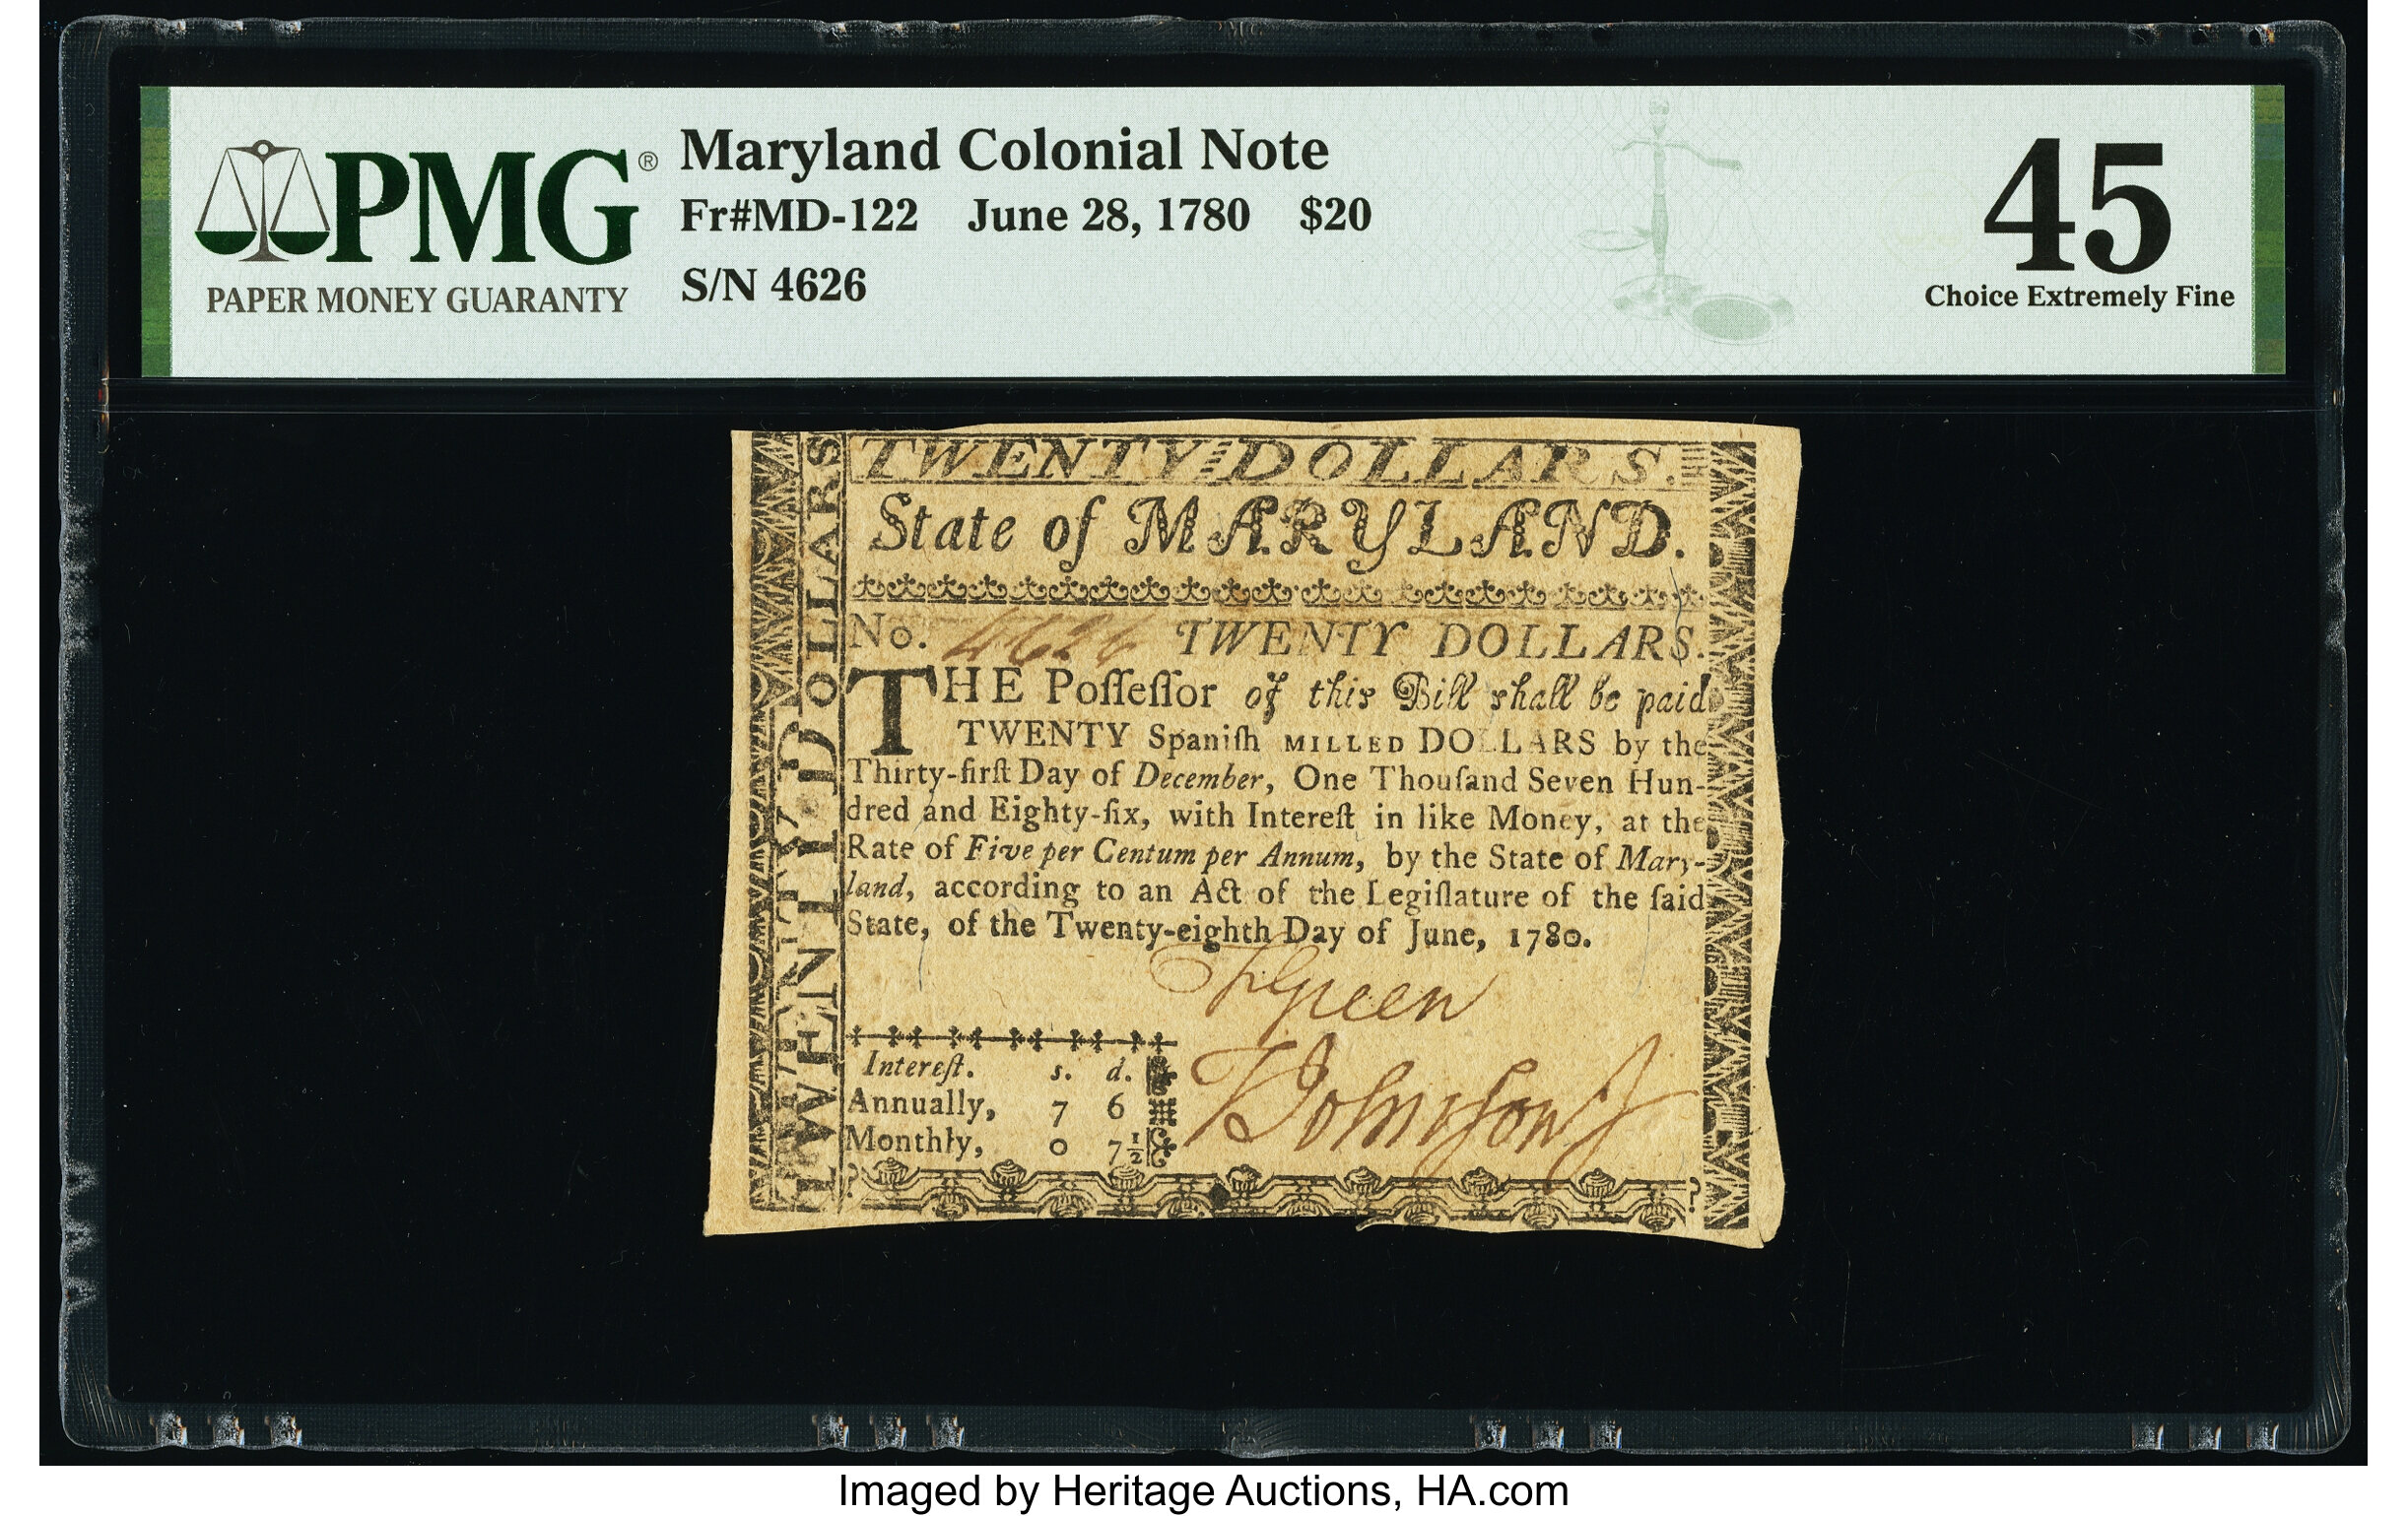 PMG®
PAPER MONEY GUARANTY
Maryland Colonial Note
Fr#MD-122 June 28, 1780 $20
S/N 4626
45
Choice Extremely Fine
TWENTY DOLLARS
TWENTY DOLLARS.
State of MARYLAND.
No. 4626 TWENTY DOLLARS.
THE Poſſeſſor of this Bill shall be paid
TWENTY Spaniſh MILLED DOLLARS by the
Thirty-firſt Day of December, One Thouſand Seven Hun-
dred and Eighty-ſix, with Intereſt in like Money, at the
Rate of Five per Centum per Annum, by the State of Mary-
land, according to an Act of the Legiſlature of the ſaid
State, of the Twenty-eighth Day of June, 1780.
F Green
T Johnson Jr
Intereſt. s. d.
Annually, 7 6
Monthly, 0 7½
Imaged by Heritage Auctions, HA.com